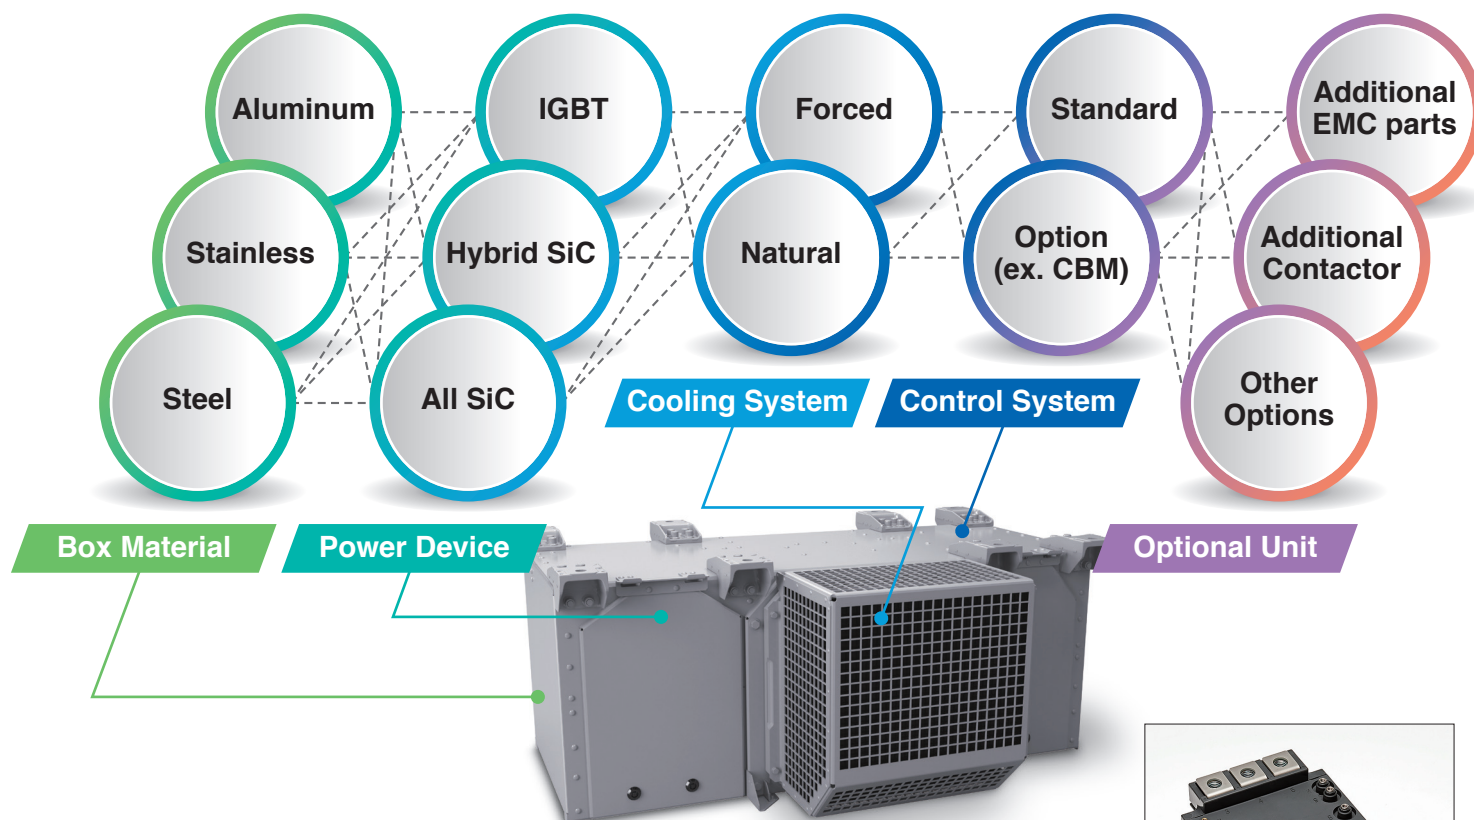 Aluminum
IGBT
Forced
Standard
Additional
EMC parts
Stainless
Hybrid SiC
Natural
Option
(ex. CBM)
Additional
Contactor
Steel
All SiC
Other
Options
Cooling System
Control System
Box Material
Power Device
Optional Unit